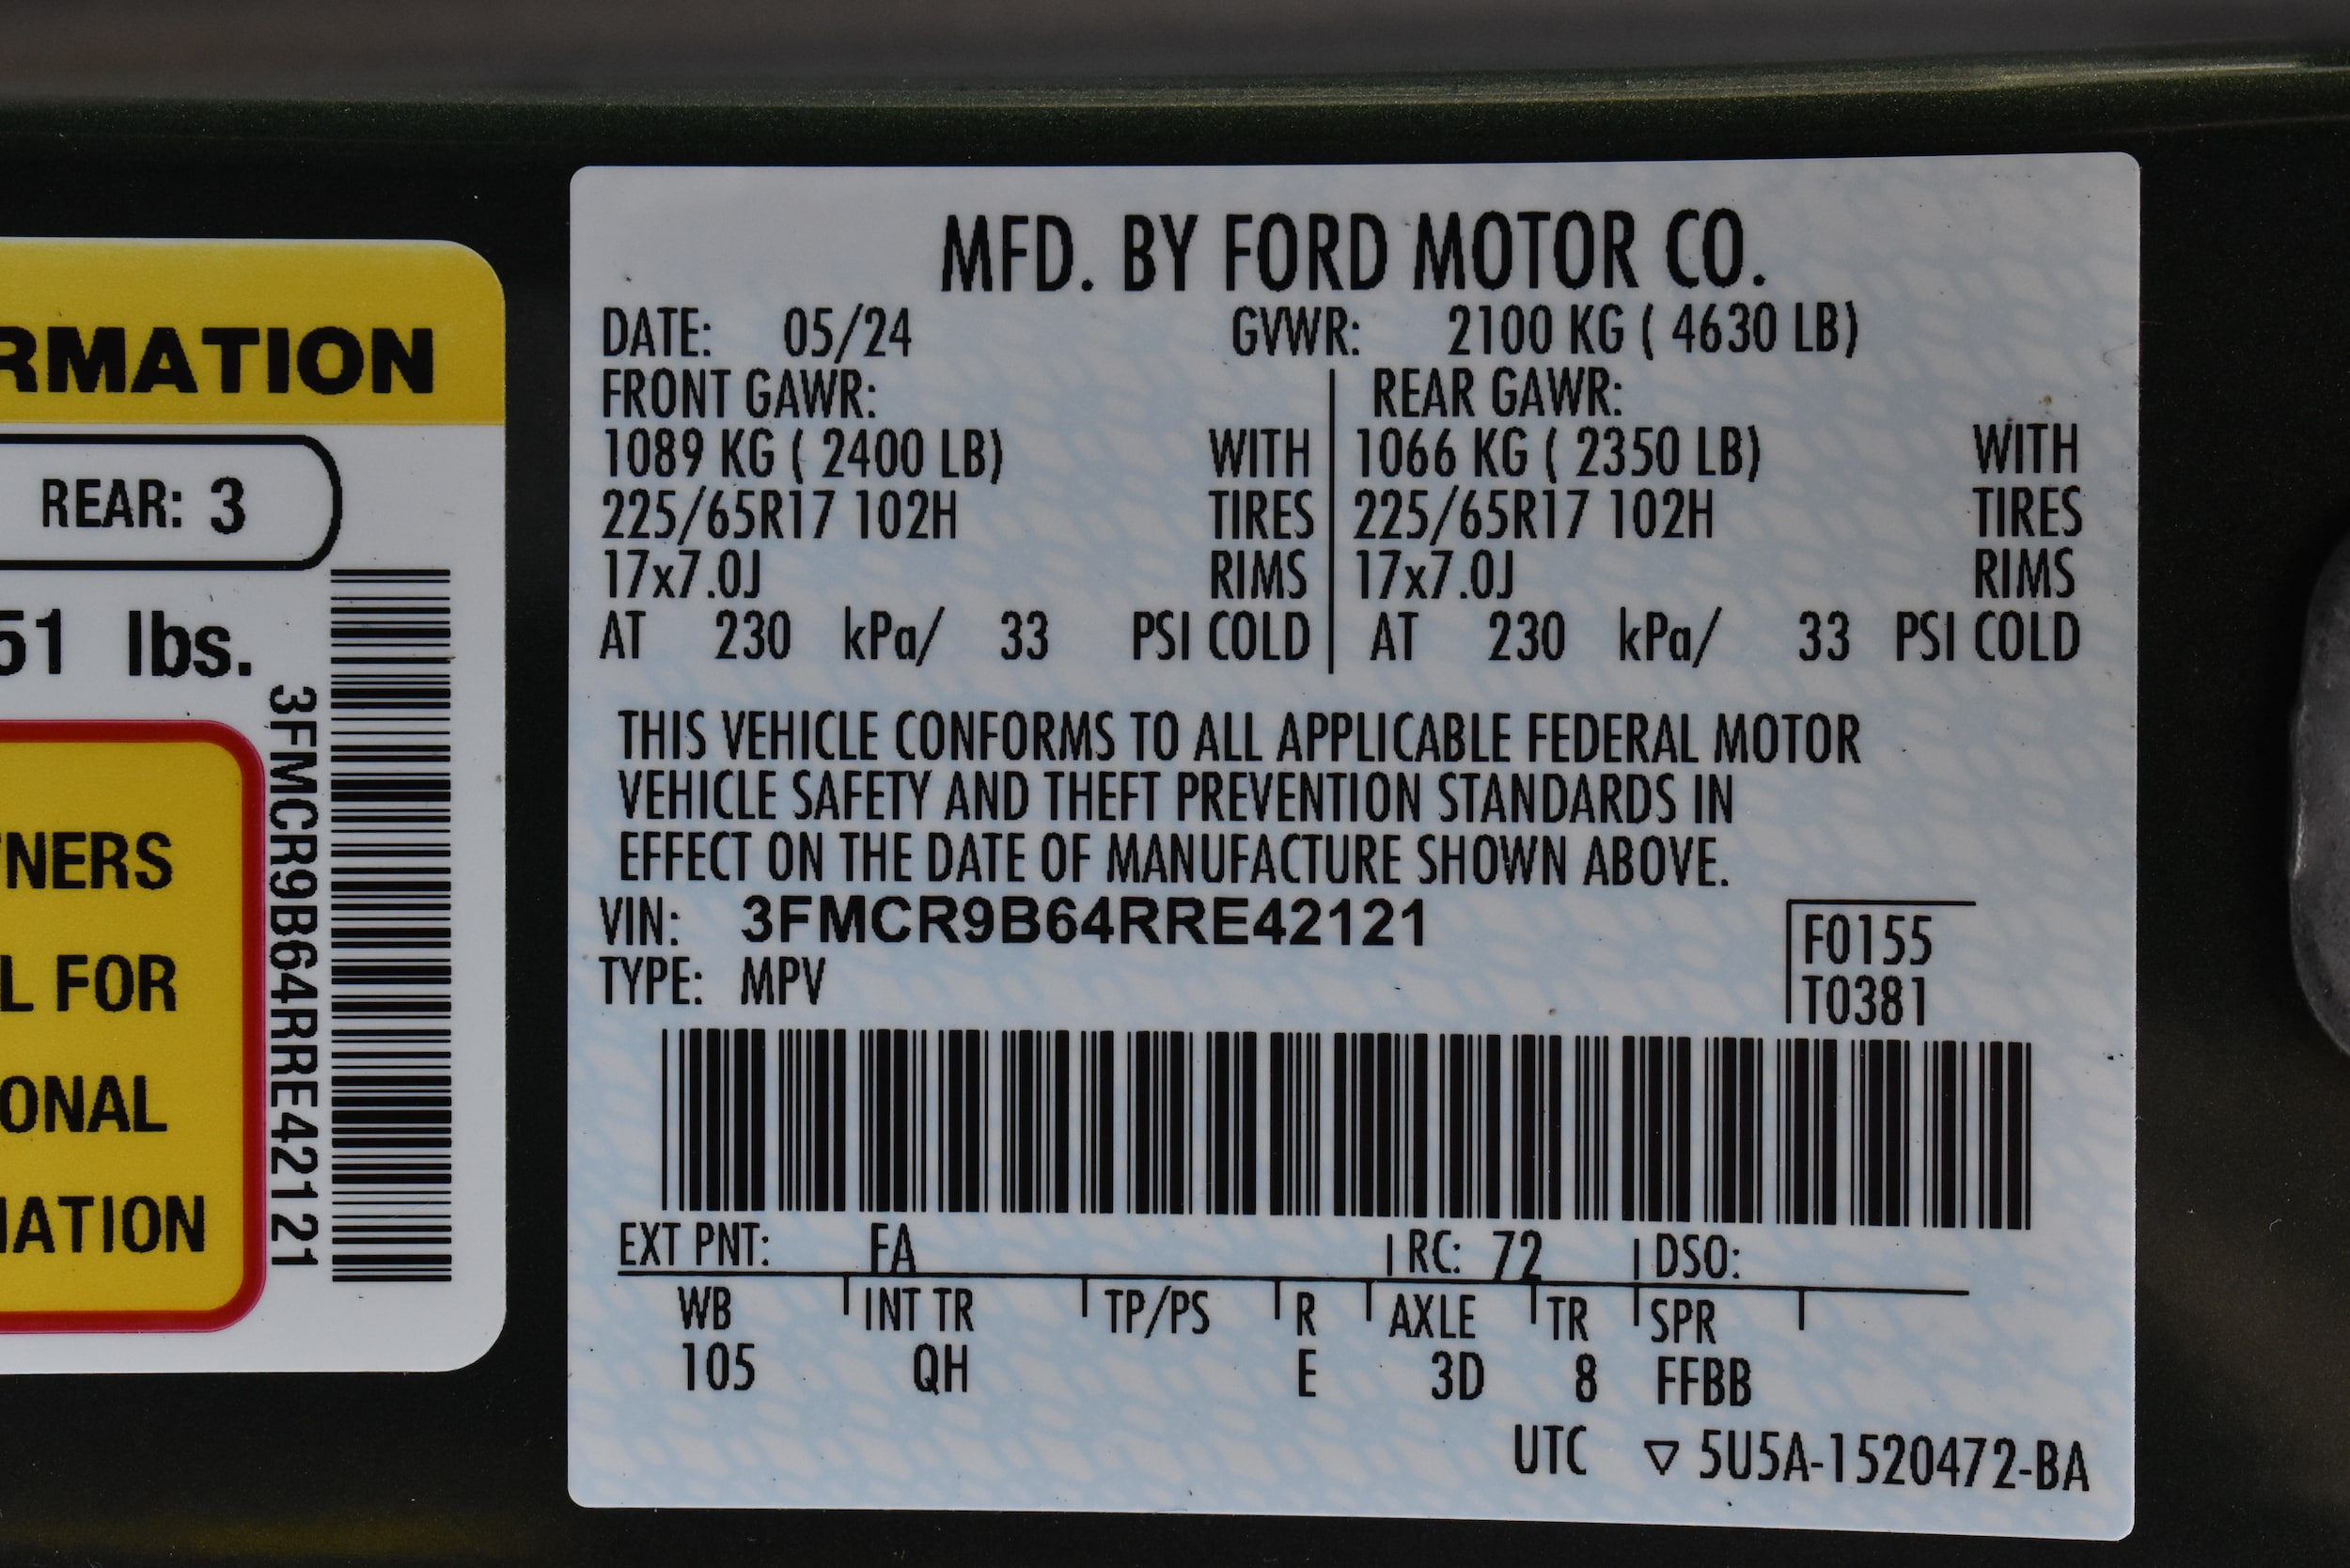 RMATION
REAR: 3
51 lbs.
3FMCR9B64RRE42121
TNERS
L FOR
ONAL
MATION
MFD. BY FORD MOTOR CO.
DATE: 05/24 GVWR: 2100 KG ( 4630 LB)
FRONT GAWR: REAR GAWR:
1089 KG ( 2400 LB) WITH 1066 KG ( 2350 LB) WITH
225/65R17 102H TIRES 225/65R17 102H TIRES
17x7.0J RIMS 17x7.0J RIMS
AT 230 kPa/ 33 PSI COLD AT 230 kPa/ 33 PSI COLD
THIS VEHICLE CONFORMS TO ALL APPLICABLE FEDERAL MOTOR
VEHICLE SAFETY AND THEFT PREVENTION STANDARDS IN
EFFECT ON THE DATE OF MANUFACTURE SHOWN ABOVE.
VIN: 3FMCR9B64RRE42121
F0155
TYPE: MPV
T0381
EXT PNT: FA RC: 72 DSO:
WB INT TR TP/PS R AXLE TR SPR
105 QH E 3D 8 FFBB
UTC ▽ 5U5A-1520472-BA